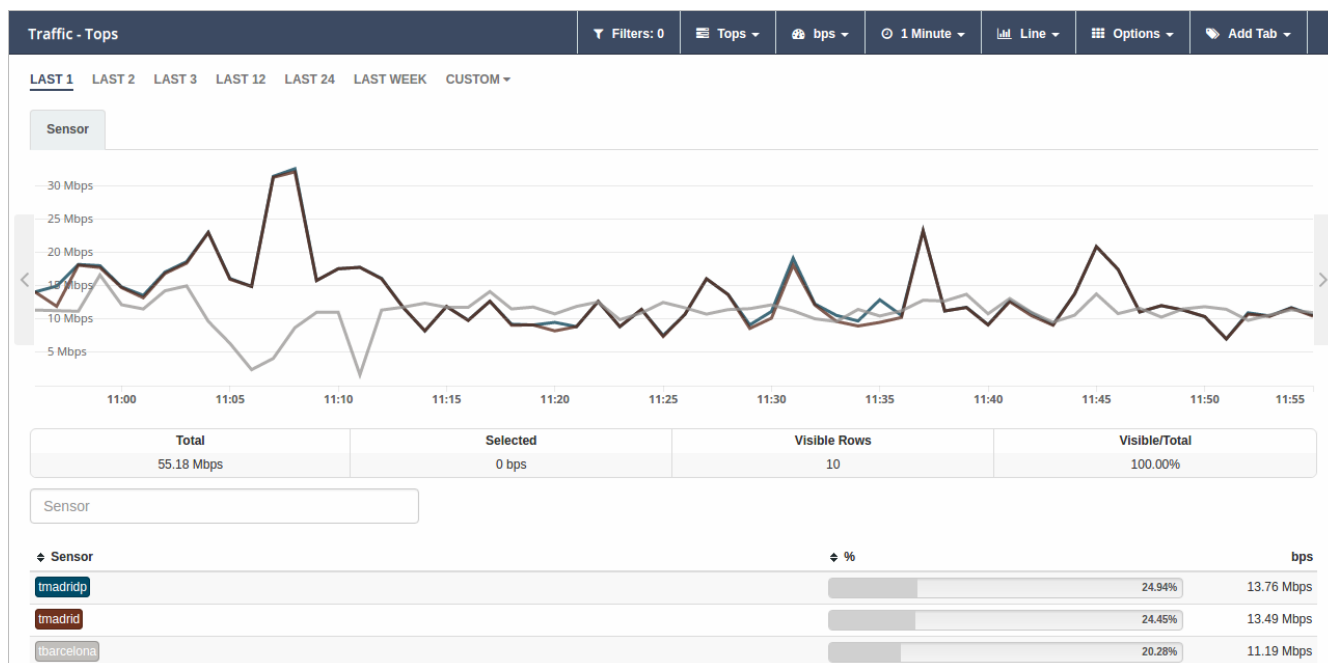 Traffic - Tops Filters: 0 Tops bps 1 Minute Line Options Add Tab
LAST 1 LAST 2 LAST 3 LAST 12 LAST 24 LAST WEEK CUSTOM
Sensor
30 Mbps
25 Mbps
20 Mbps
15 Mbps
10 Mbps
5 Mbps
11:00 11:05 11:10 11:15 11:20 11:25 11:30 11:35 11:40 11:45 11:50 11:55
Total Selected Visible Rows Visible/Total
55.18 Mbps 0 bps 10 100.00%
Sensor
Sensor % bps
tmadridp 24.94% 13.76 Mbps
tmadrid 24.45% 13.49 Mbps
tbarcelona 20.28% 11.19 Mbps